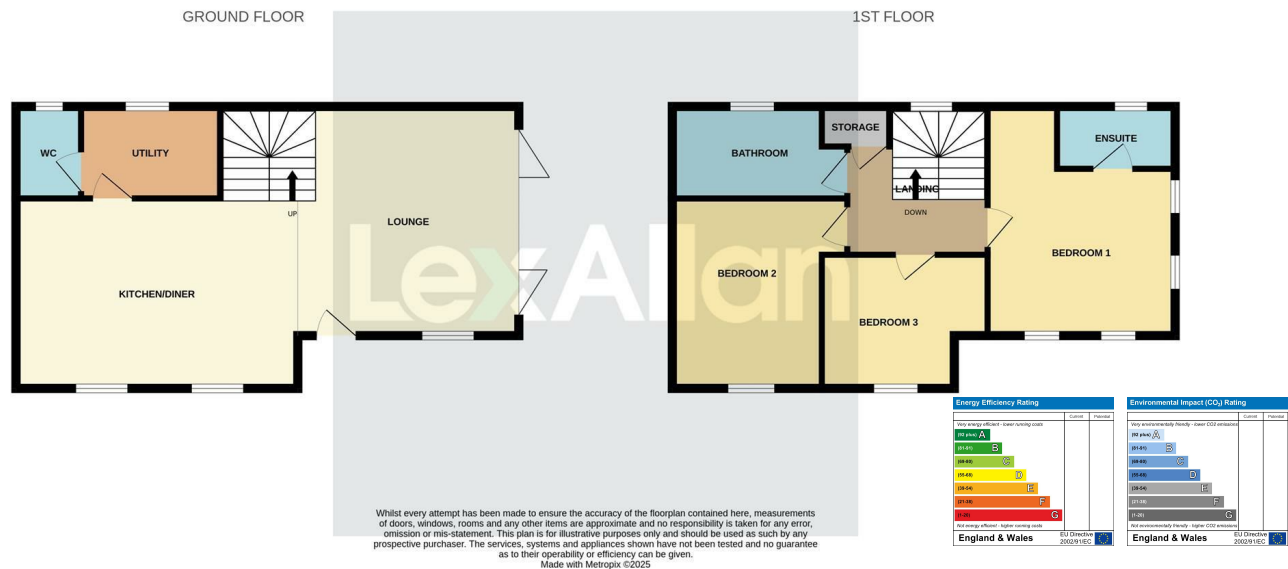 GROUND FLOOR
WC
UTILITY
UP
LOUNGE
KITCHEN/DINER
1ST FLOOR
STORAGE
BATHROOM
ENSUITE
LANDING
DOWN
BEDROOM 1
BEDROOM 2
BEDROOM 3
LexAllan
Whilst every attempt has been made to ensure the accuracy of the floorplan contained here, measurements
of doors, windows, rooms and any other items are approximate and no responsibility is taken for any error,
omission or mis-statement. This plan is for illustrative purposes only and should be used as such by any
prospective purchaser. The services, systems and appliances shown have not been tested and no guarantee
as to their operability or efficiency can be given.
Made with Metropix ©2025
Energy Efficiency Rating
Current Potential
Very energy efficient - lower running costs
(92 plus) A
(81-91) B
(69-80) C
(55-68) D
(39-54) E
(21-38) F
(1-20) G
Not energy efficient - higher running costs
England & Wales
EU Directive
2002/91/EC
Environmental Impact (CO₂) Rating
Current Potential
Very environmentally friendly - lower CO2 emissions
(92 plus) A
(81-91) B
(69-80) C
(55-68) D
(39-54) E
(21-38) F
(1-20) G
Not environmentally friendly - higher CO2 emissions
England & Wales
EU Directive
2002/91/EC